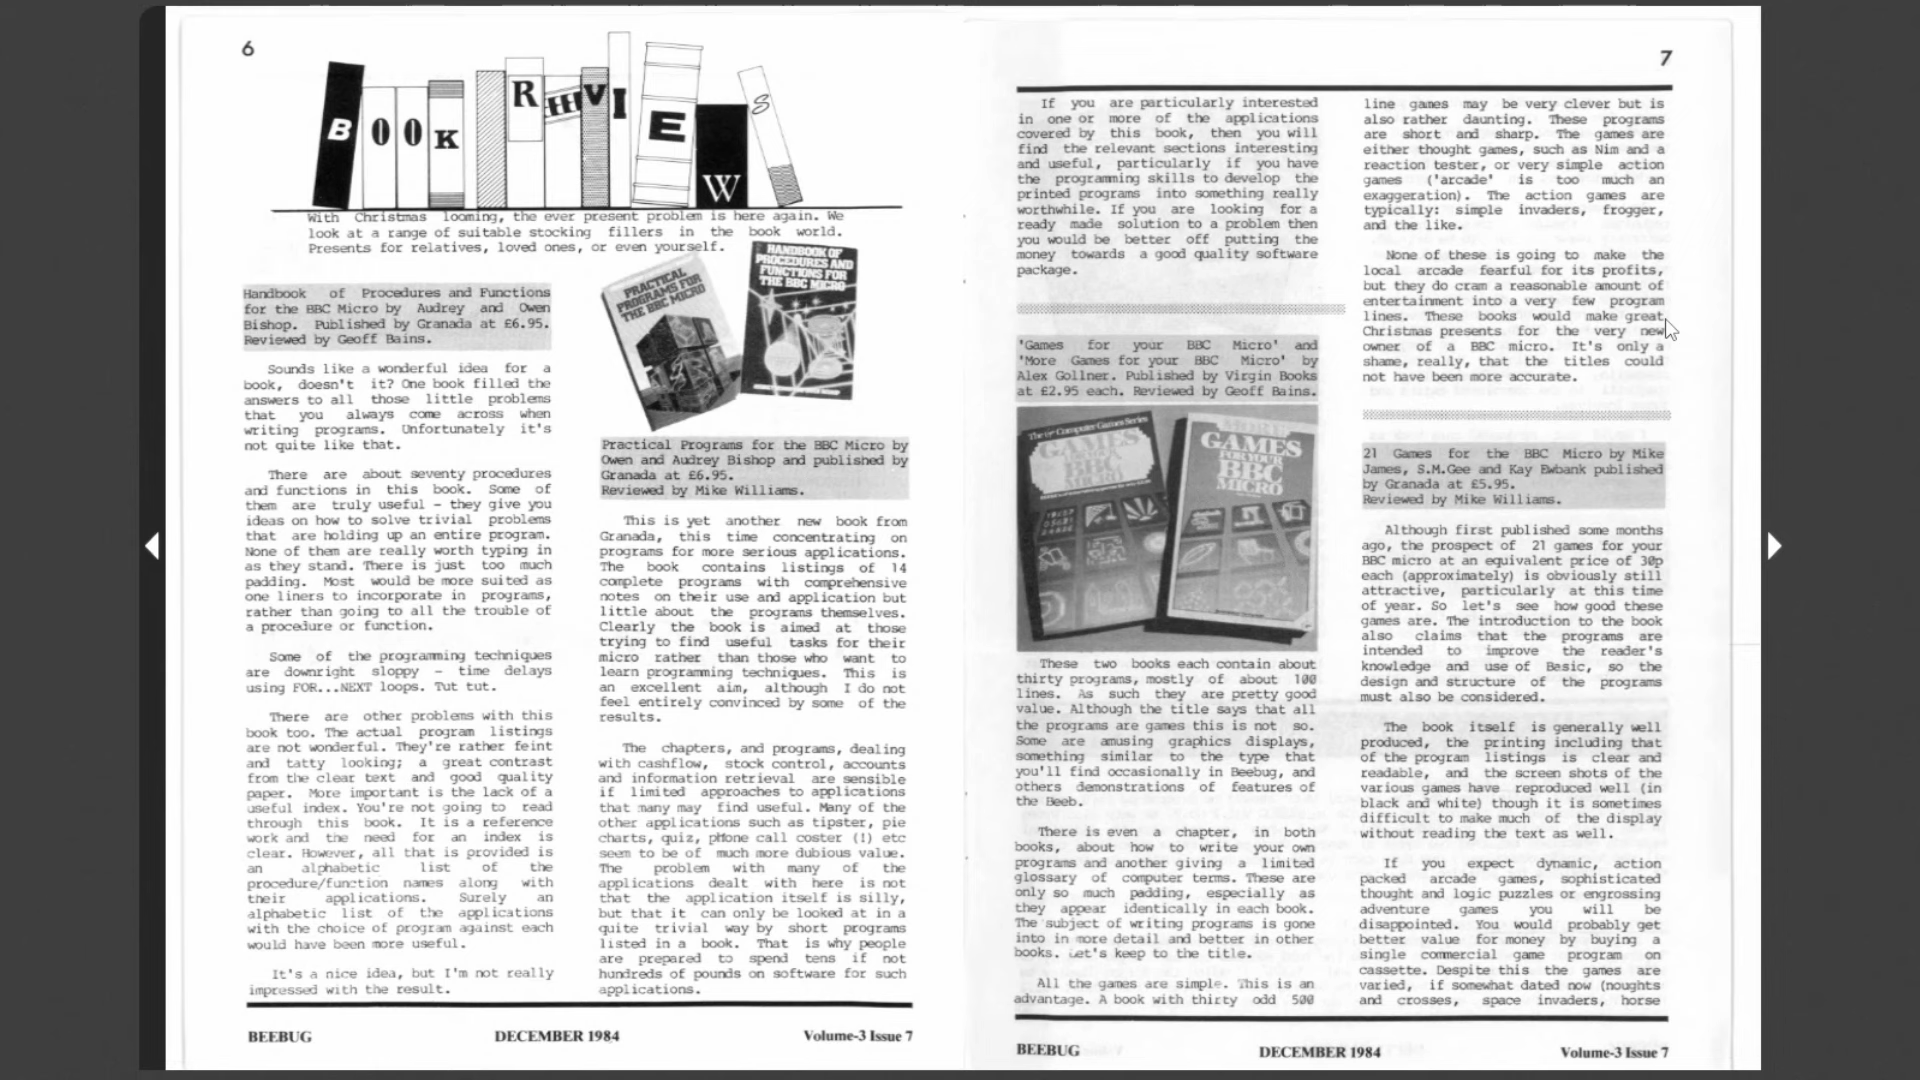 6
BOOK REVIEWS
With Christmas looming, the ever present problem is here again. We
look at a range of suitable stocking fillers in the book world.
Presents for relatives, loved ones, or even yourself.
Handbook of Procedures and Functions
for the BBC Micro by Audrey and Owen
Bishop. Published by Granada at £6.95.
Reviewed by Geoff Bains.
Sounds like a wonderful idea for a
book, doesn't it? One book filled the
answers to all those little problems
that you always come across when
writing programs. Unfortunately it's
not quite like that.
There are about seventy procedures
and functions in this book. Some of
them are truly useful - they give you
ideas on how to solve trivial problems
that are holding up an entire program.
None of them are really worth typing in
as they stand. There is just too much
padding. Most would be more suited as
one liners to incorporate in programs,
rather than going to all the trouble of
a procedure or function.
Some of the programming techniques
are downright sloppy - time delays
using FOR...NEXT loops. Tut tut.
There are other problems with this
book too. The actual program listings
are not wonderful. They're rather feint
and tatty looking; a great contrast
from the clear text and good quality
paper. More important is the lack of a
useful index. You're not going to read
through this book. It is a reference
work and the need for an index is
clear. However, all that is provided is
an alphabetic list of the
procedure/function names along with
their applications. Surely an
alphabetic list of the applications
with the choice of program against each
would have been more useful.
It's a nice idea, but I'm not really
impressed with the result.
PRACTICAL
PROGRAMS FOR
THE BBC MICRO
HANDBOOK OF
PROCEDURES AND
FUNCTIONS FOR
THE BBC MICRO
Practical Programs for the BBC Micro by
Owen and Audrey Bishop and published by
Granada at £6.95.
Reviewed by Mike Williams.
This is yet another new book from
Granada, this time concentrating on
programs for more serious applications.
The book contains listings of 14
complete programs with comprehensive
notes on their use and application but
little about the programs themselves.
Clearly the book is aimed at those
trying to find useful tasks for their
micro rather than those who want to
learn programming techniques. This is
an excellent aim, although I do not
feel entirely convinced by some of the
results.
The chapters, and programs, dealing
with cashflow, stock control, accounts
and information retrieval are sensible
if limited approaches to applications
that many may find useful. Many of the
other applications such as tipster, pie
charts, quiz, phone call coster (!) etc
seem to be of much more dubious value.
The problem with many of the
applications dealt with here is not
that the application itself is silly,
but that it can only be looked at in a
quite trivial way by short programs
listed in a book. That is why people
are prepared to spend tens if not
hundreds of pounds on software for such
applications.
BEEBUG DECEMBER 1984 Volume-3 Issue 7
7
If you are particularly interested
in one or more of the applications
covered by this book, then you will
find the relevant sections interesting
and useful, particularly if you have
the programming skills to develop the
printed programs into something really
worthwhile. If you are looking for a
ready made solution to a problem then
you would be better off putting the
money towards a good quality software
package.
'Games for your BBC Micro' and
'More Games for your BBC Micro' by
Alex Gollner. Published by Virgin Books
at £2.95 each. Reviewed by Geoff Bains.
The Computer Games Series
GAMES
FOR YOUR
BBC
MICRO
MORE
GAMES
FOR YOUR
BBC
MICRO
These two books each contain about
thirty programs, mostly of about 100
lines. As such they are pretty good
value. Although the title says that all
the programs are games this is not so.
Some are amusing graphics displays,
something similar to the type that
you'll find occasionally in Beebug, and
others demonstrations of features of
the Beeb.
There is even a chapter, in both
books, about how to write your own
programs and another giving a limited
glossary of computer terms. These are
only so much padding, especially as
they appear identically in each book.
The subject of writing programs is gone
into in more detail and better in other
books. Let's keep to the title.
All the games are simple. This is an
advantage. A book with thirty odd 500
line games may be very clever but is
also rather daunting. These programs
are short and sharp. The games are
either thought games, such as Nim and a
reaction tester, or very simple action
games ('arcade' is too much an
exaggeration). The action games are
typically: simple invaders, frogger,
and the like.
None of these is going to make the
local arcade fearful for its profits,
but they do cram a reasonable amount of
entertainment into a very few program
lines. These books would make great
Christmas presents for the very new
owner of a BBC micro. It's only a
shame, really, that the titles could
not have been more accurate.
21 Games for the BBC Micro by Mike
James, S.M.Gee and Kay Ewbank published
by Granada at £5.95.
Reviewed by Mike Williams.
Although first published some months
ago, the prospect of 21 games for your
BBC micro at an equivalent price of 30p
each (approximately) is obviously still
attractive, particularly at this time
of year. So let's see how good these
games are. The introduction to the book
also claims that the programs are
intended to improve the reader's
knowledge and use of Basic, so the
design and structure of the programs
must also be considered.
The book itself is generally well
produced, the printing including that
of the program listings is clear and
readable, and the screen shots of the
various games have reproduced well (in
black and white) though it is sometimes
difficult to make much of the display
without reading the text as well.
If you expect dynamic, action
packed arcade games, sophisticated
thought and logic puzzles or engrossing
adventure games you will be
disappointed. You would probably get
better value for money by buying a
single commercial game program on
cassette. Despite this the games are
varied, if somewhat dated now (noughts
and crosses, space invaders, horse
BEEBUG DECEMBER 1984 Volume-3 Issue 7